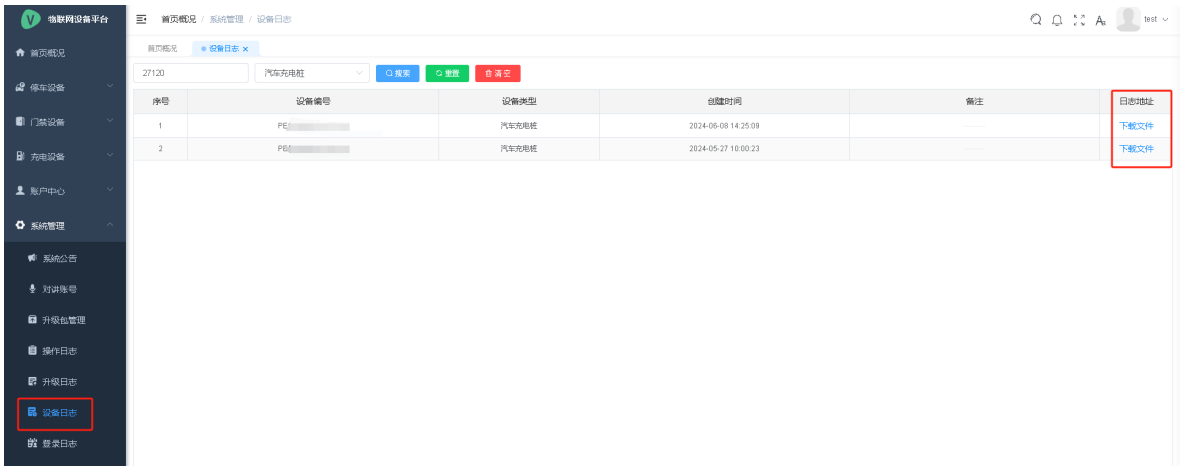 物联网设备平台
首页概况 / 系统管理 / 设备日志
test
首页概况
停车设备
门禁设备
充电设备
账户中心
系统管理
系统公告
对讲账号
升级包管理
操作日志
升级日志
设备日志
登录日志
首页概况 设备日志 ×
27120 汽车充电桩 搜索 重置 清空
序号 设备编号 设备类型 创建时间 备注 日志地址
1 汽车充电桩 2024-06-08 14:25:09 下载文件
2 汽车充电桩 2024-05-27 10:00:23 下载文件